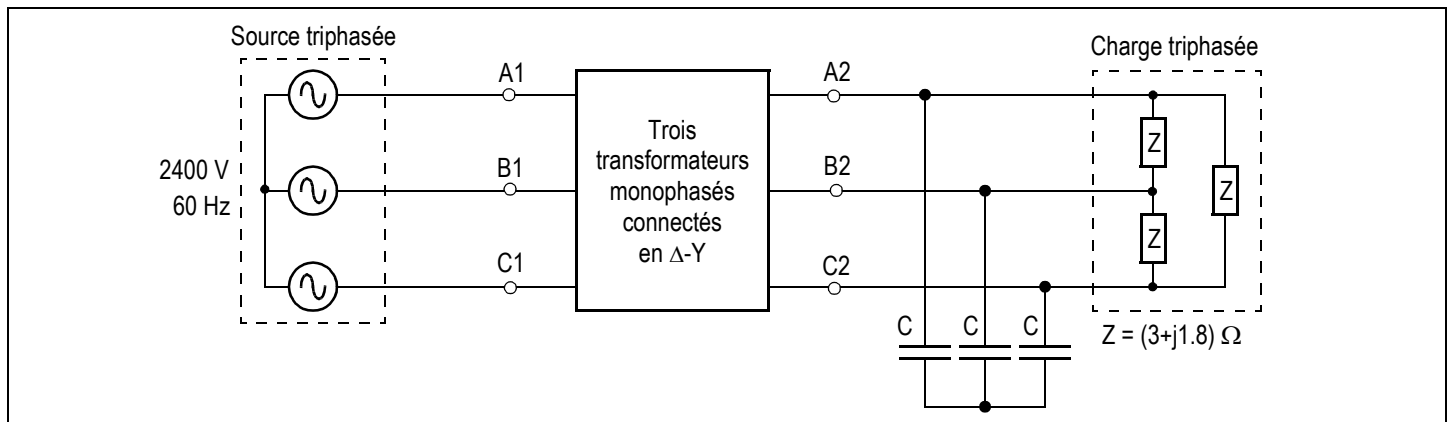 Source triphasée
Charge triphasée
A1
A2
Trois
transformateurs
monophasés
connectés
en Δ-Y
2400 V
60 Hz
B1
B2
Z
Z
Z
C1
C2
C
C
C
Z = (3+j1.8) Ω